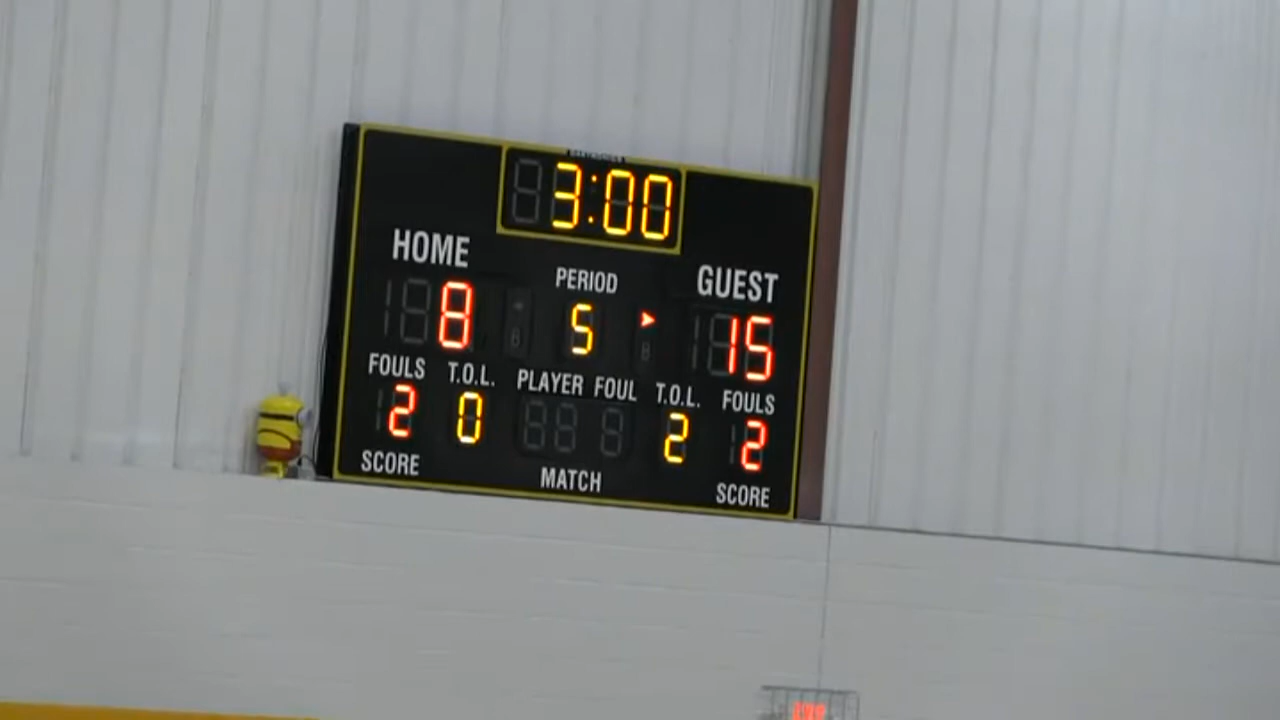 3:00
HOME
PERIOD
GUEST
8
5
15
FOULS
T.O.L.
PLAYER FOUL
T.O.L.
FOULS
2
0
2
2
SCORE
MATCH
SCORE